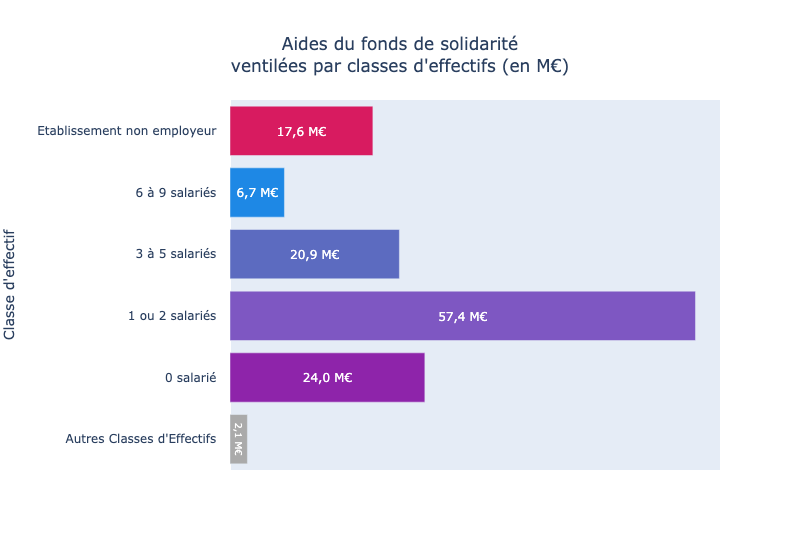 Aides du fonds de solidarité
ventilées par classes d'effectifs (en M€)
Classe d'effectif
Etablissement non employeur
17,6 M€
6 à 9 salariés
6,7 M€
3 à 5 salariés
20,9 M€
1 ou 2 salariés
57,4 M€
0 salarié
24,0 M€
Autres Classes d'Effectifs
2,1 M€